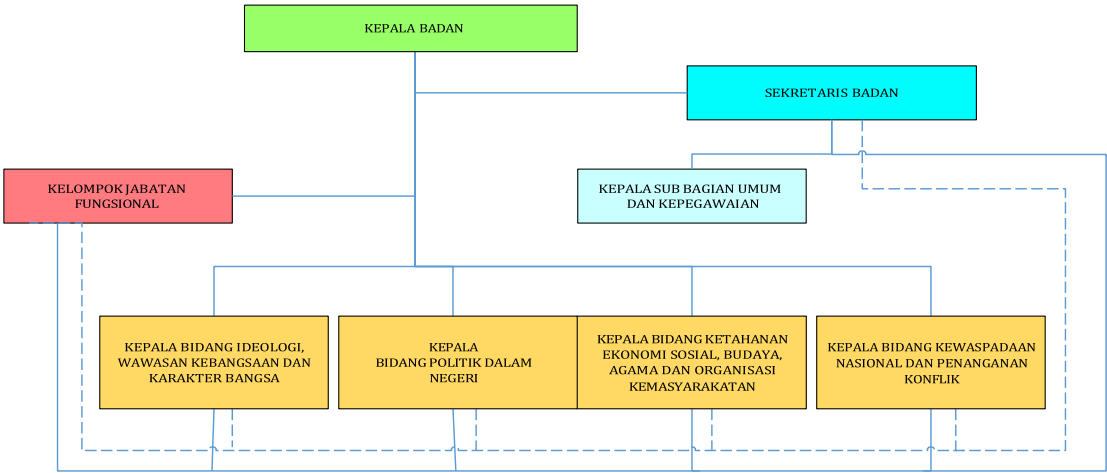 KEPALA BADAN
SEKRETARIS BADAN
KELOMPOK JABATAN
FUNGSIONAL
KEPALA SUB BAGIAN UMUM
DAN KEPEGAWAIAN
KEPALA BIDANG IDEOLOGI,
WAWASAN KEBANGSAAN DAN
KARAKTER BANGSA
KEPALA
BIDANG POLITIK DALAM
NEGERI
KEPALA BIDANG KETAHANAN
EKONOMI SOSIAL, BUDAYA,
AGAMA DAN ORGANISASI
KEMASYARAKATAN
KEPALA BIDANG KEWASPADAAN
NASIONAL DAN PENANGANAN
KONFLIK